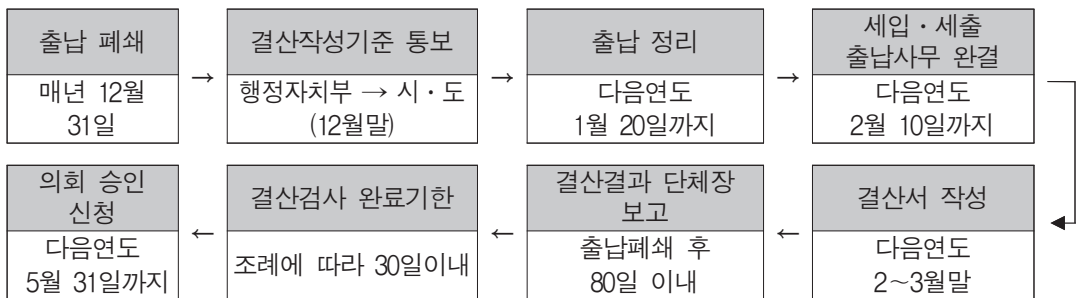 출납 폐쇄
매년 12월
31일
→
결산작성기준 통보
행정자치부 → 시·도
(12월말)
→
출납 정리
다음연도
1월 20일까지
→
세입·세출
출납사무 완결
다음연도
2월 10일까지
결산서 작성
다음연도
2~3월말
←
결산결과 단체장
보고
출납폐쇄 후
80일 이내
←
결산검사 완료기한
조례에 따라 30일이내
←
의회 승인
신청
다음연도
5월 31일까지